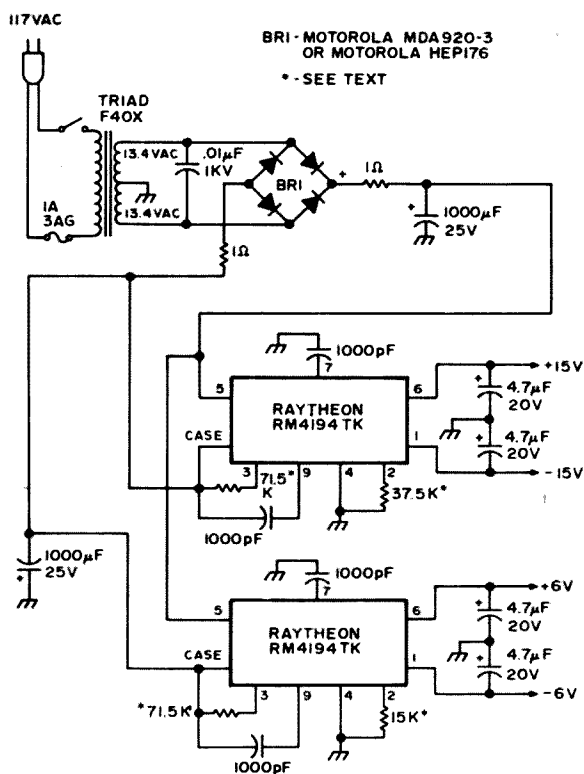 117VAC
BR1 - MOTOROLA MDA920-3
OR MOTOROLA HEP176
* - SEE TEXT
TRIAD
F40X
13.4VAC
.01µF
1KV
BR1
+
1Ω
13.4VAC
1A
3AG
+
1000µF
25V
1Ω
1000pF
7
5
RAYTHEON
RM4194TK
6
+15V
+
4.7µF
20V
CASE
1
+
4.7µF
20V
-15V
3
9
4
2
71.5*
K
37.5K*
1000pF
1000µF
25V
+
1000pF
7
5
RAYTHEON
RM4194TK
6
+6V
+
4.7µF
20V
CASE
1
+
4.7µF
20V
-6V
3
9
4
2
*71.5K
15K*
1000pF